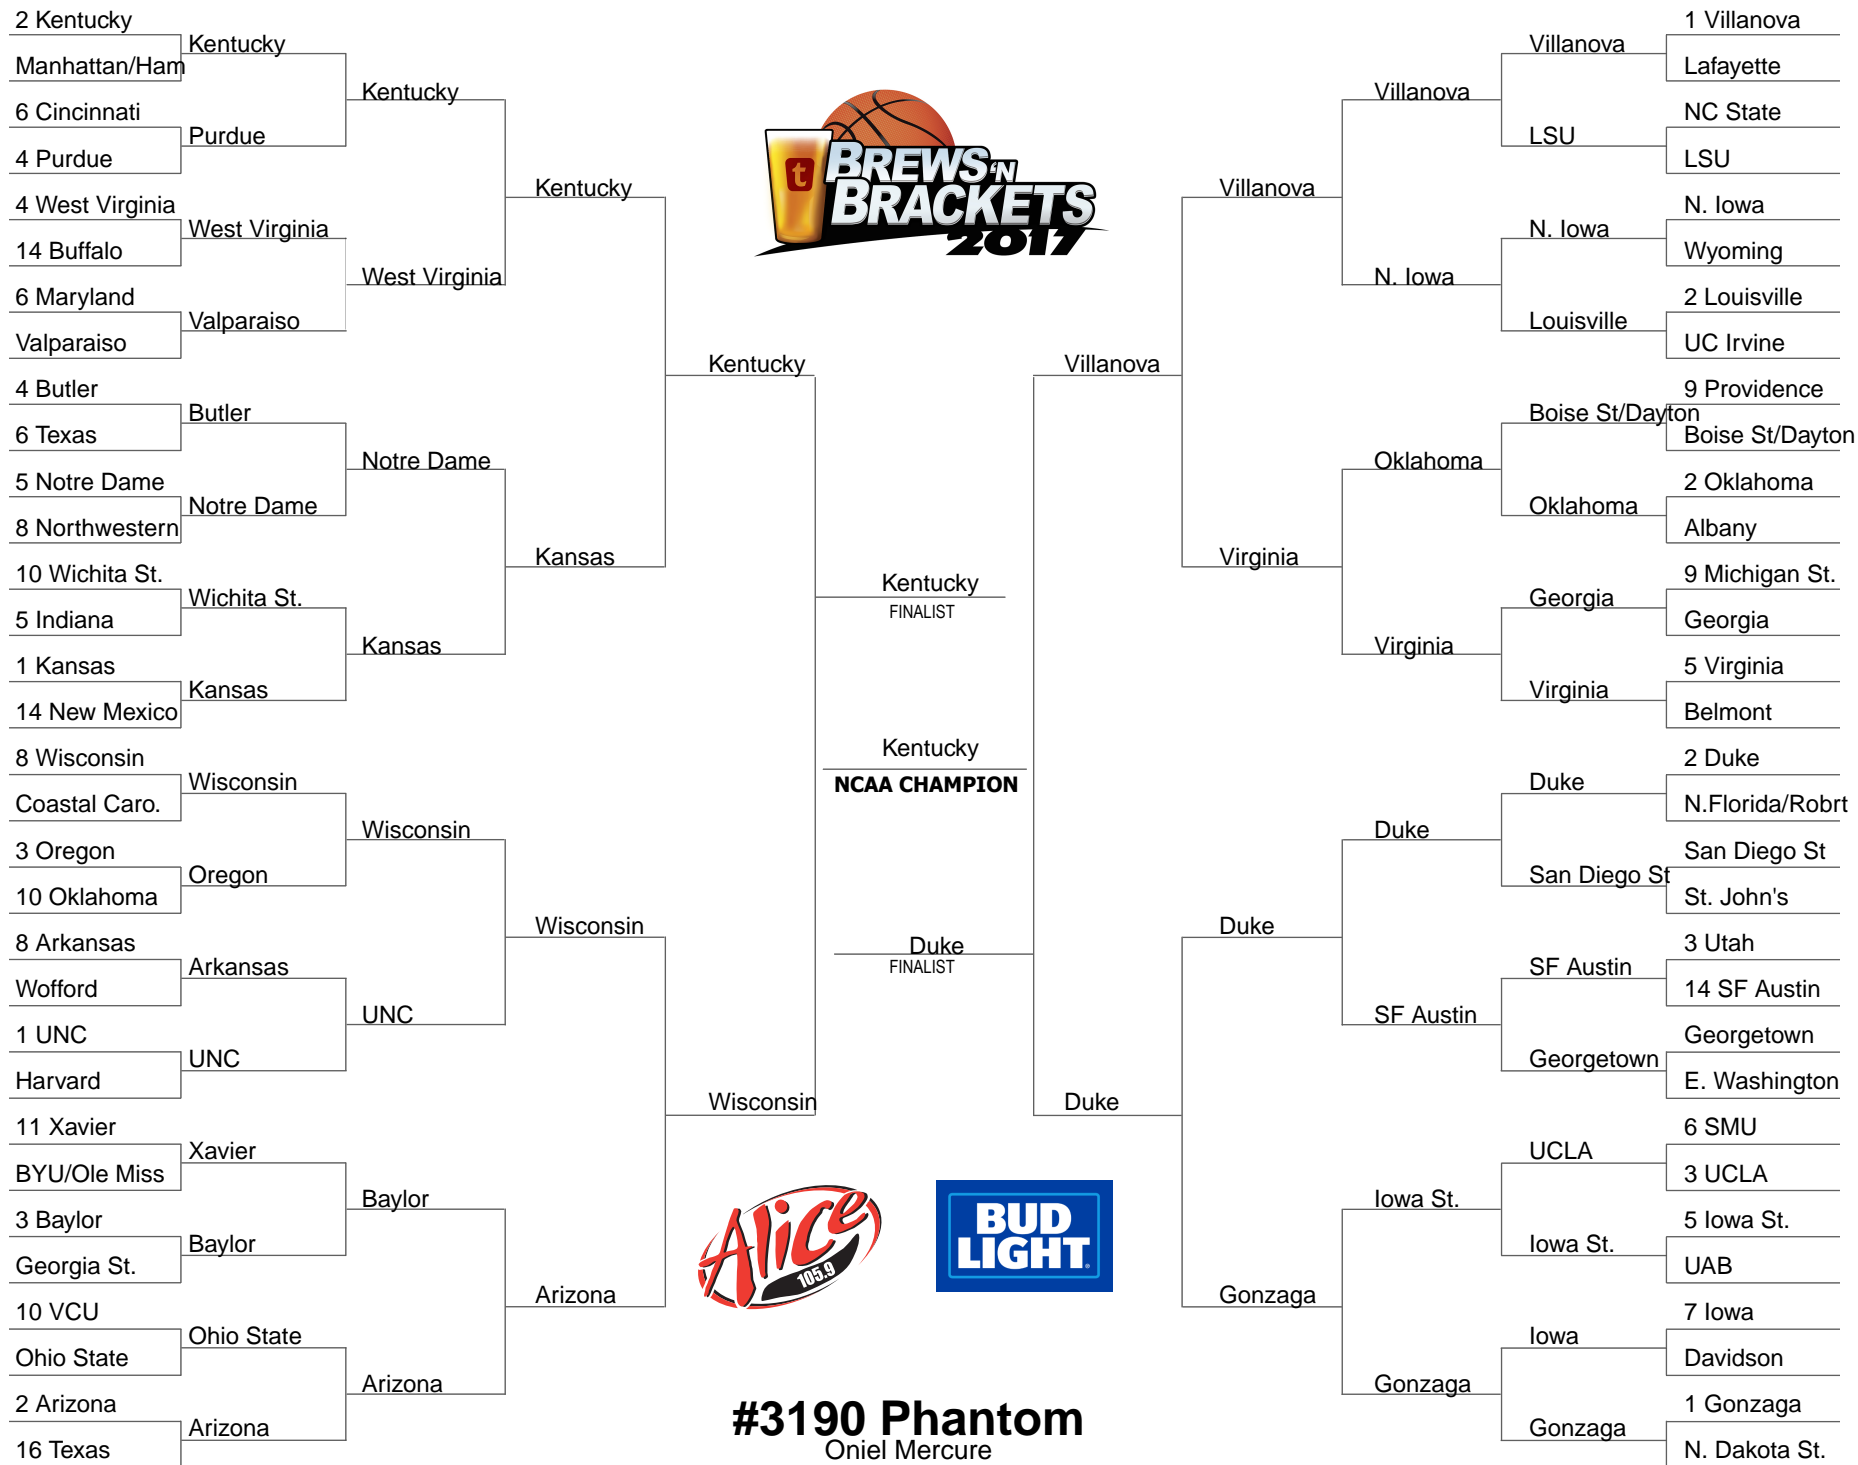 2 Kentucky
Manhattan/Ham
6 Cincinnati
4 Purdue
4 West Virginia
14 Buffalo
6 Maryland
Valparaiso
4 Butler
6 Texas
5 Notre Dame
8 Northwestern
10 Wichita St.
5 Indiana
1 Kansas
14 New Mexico
8 Wisconsin
Coastal Caro.
3 Oregon
10 Oklahoma
8 Arkansas
Wofford
1 UNC
Harvard
11 Xavier
BYU/Ole Miss
3 Baylor
Georgia St.
10 VCU
Ohio State
2 Arizona
16 Texas
Kentucky
Purdue
West Virginia
Valparaiso
Butler
Notre Dame
Wichita St.
Kansas
Wisconsin
Oregon
Arkansas
UNC
Xavier
Baylor
Ohio State
Arizona
Kentucky
West Virginia
Notre Dame
Kansas
Wisconsin
UNC
Baylor
Arizona
Kentucky
Kansas
Wisconsin
Arizona
Kentucky
Wisconsin
t
BREWS 'N
BRACKETS
2017
Kentucky
FINALIST
Kentucky
NCAA CHAMPION
Duke
FINALIST
Alice
105.9
BUD
LIGHT
#3190 Phantom
Oniel Mercure
Villanova
Duke
Villanova
Virginia
Duke
Gonzaga
Villanova
N. Iowa
Oklahoma
Virginia
Duke
SF Austin
Iowa St.
Gonzaga
Villanova
LSU
N. Iowa
Louisville
Boise St/Dayton
Oklahoma
Georgia
Virginia
Duke
San Diego St
SF Austin
Georgetown
UCLA
Iowa St.
Iowa
Gonzaga
1 Villanova
Lafayette
NC State
LSU
N. Iowa
Wyoming
2 Louisville
UC Irvine
9 Providence
Boise St/Dayton
2 Oklahoma
Albany
9 Michigan St.
Georgia
5 Virginia
Belmont
2 Duke
N.Florida/Robrt
San Diego St
St. John's
3 Utah
14 SF Austin
Georgetown
E. Washington
6 SMU
3 UCLA
5 Iowa St.
UAB
7 Iowa
Davidson
1 Gonzaga
N. Dakota St.